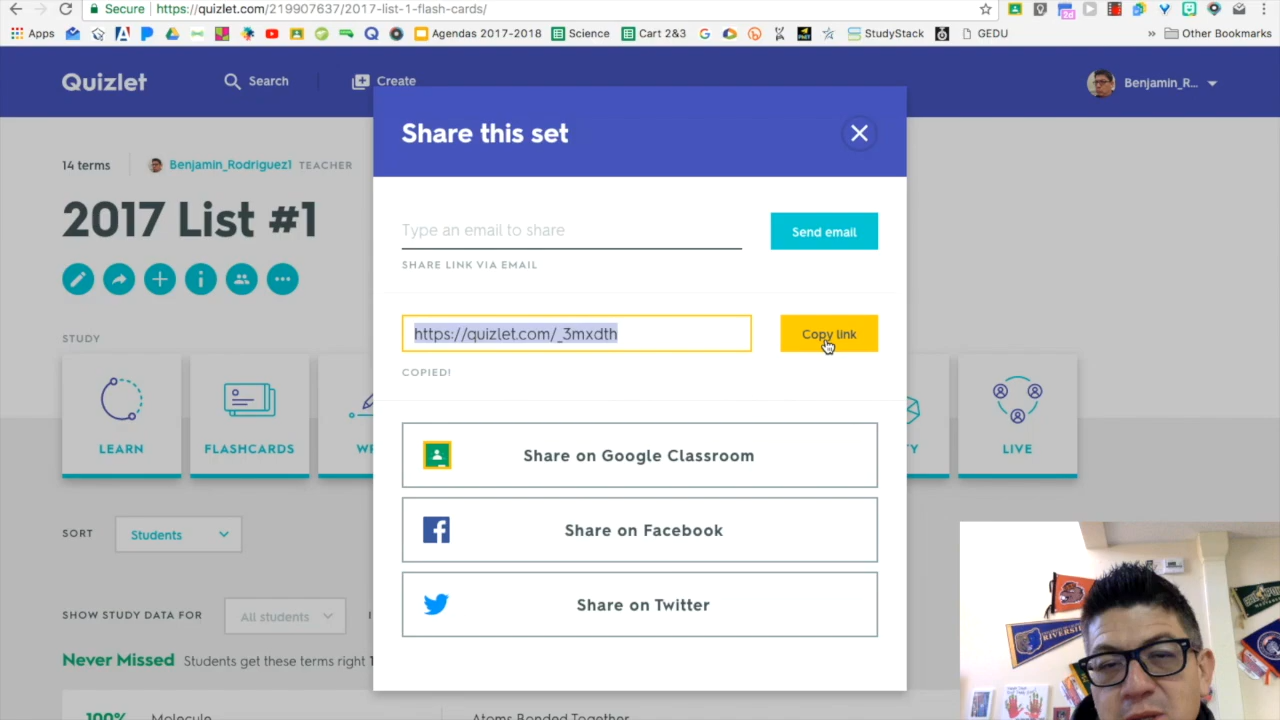 Secure https://quizlet.com/219907637/2017-list-1-flash-cards/
Apps Agendas 2017-2018 Science Cart 2&3 StudyStack GEDU » Other Bookmarks
Quizlet Search Create Benjamin_R...
Share this set
14 terms Benjamin_Rodriguez1 TEACHER
2017 List #1
Type an email to share Send email
SHARE LINK VIA EMAIL
https://quizlet.com/_3mxdth Copy link
COPIED!
STUDY
LEARN FLASHCARDS WR Y LIVE
Share on Google Classroom
Share on Facebook
Share on Twitter
SORT Students
SHOW STUDY DATA FOR All students
Never Missed Students get these terms right
100% Molecule Atoms Bonded Together
RIVERSIDE